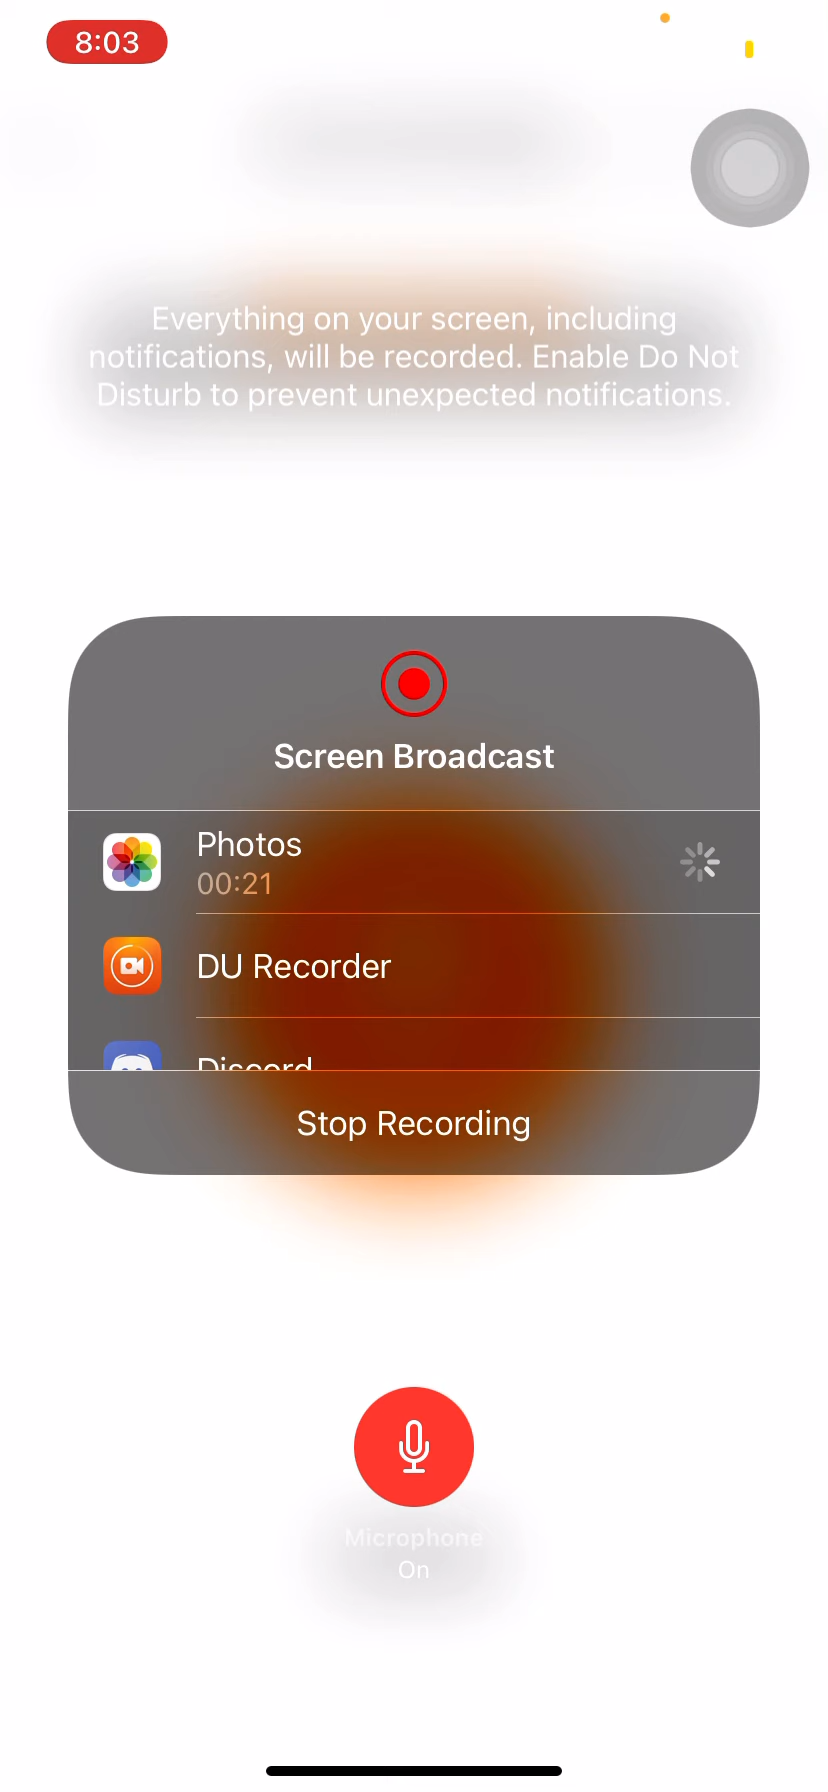 8:03
Everything on your screen, including
notifications, will be recorded. Enable Do Not
Disturb to prevent unexpected notifications.
Screen Broadcast
Photos
00:21
DU Recorder
Discord
Stop Recording
Microphone
On